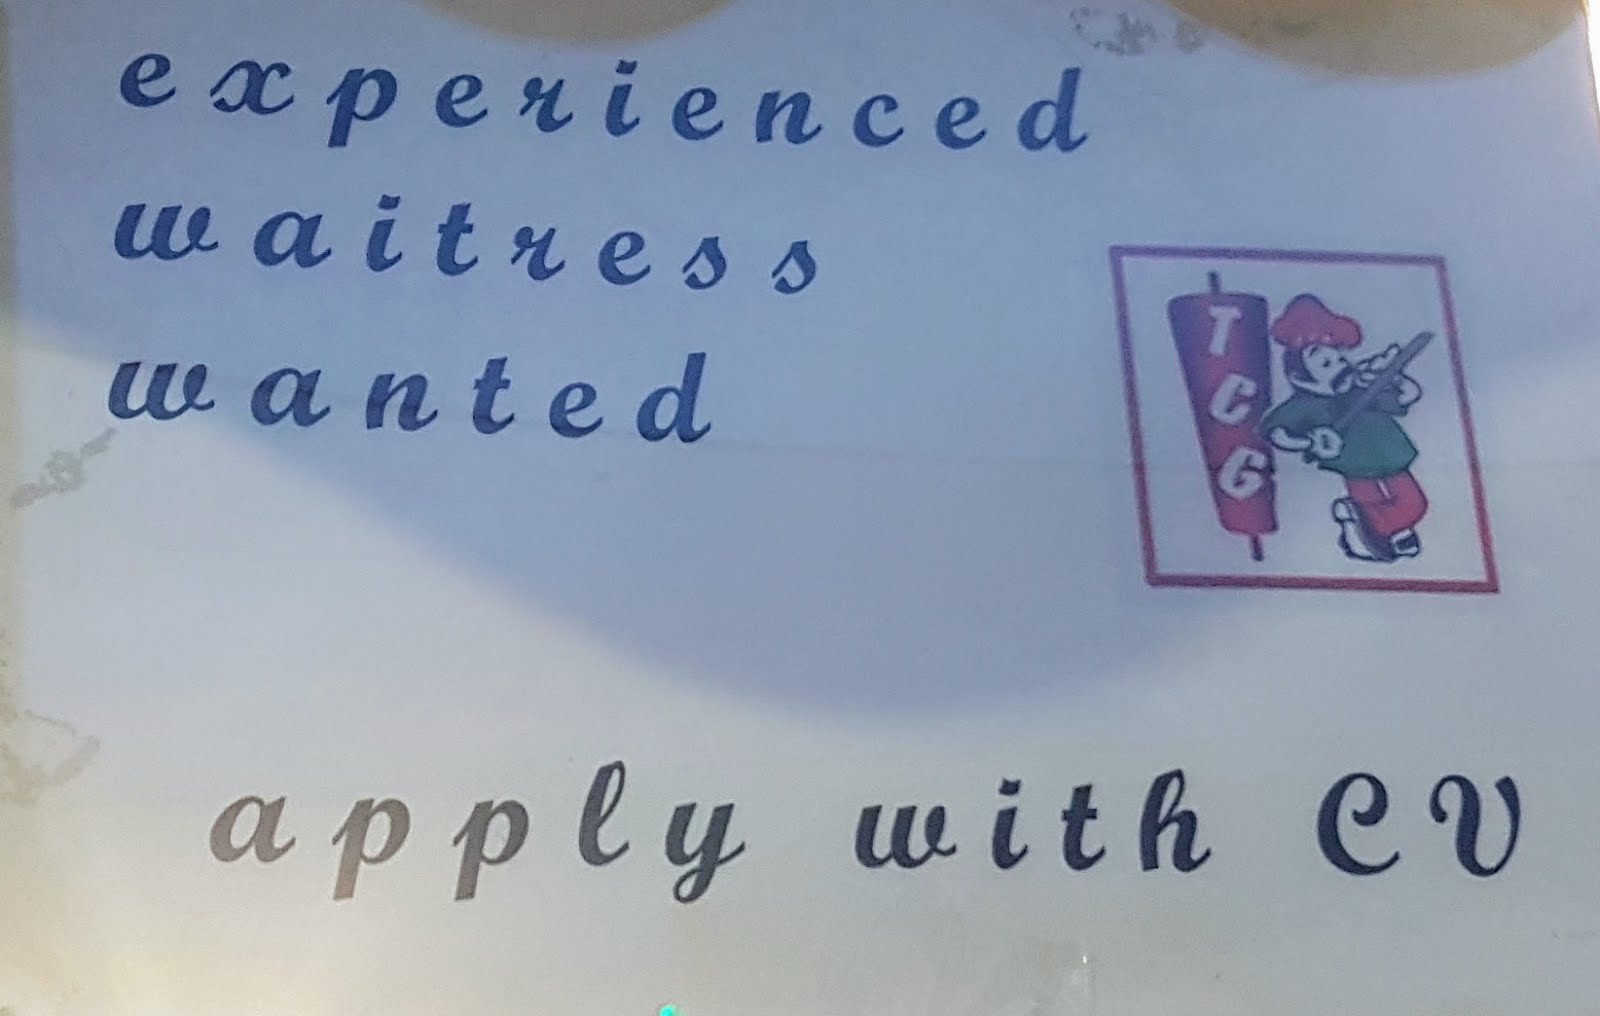 experienced
waitress
wanted
TCG
apply with CV